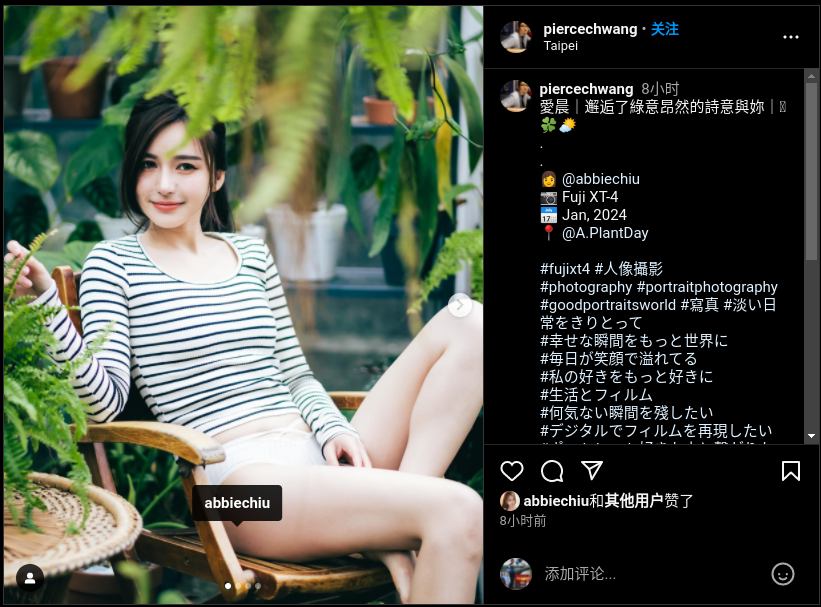 piercechwang · 关注
Taipei
piercechwang 8小时
愛晨｜邂逅了綠意昂然的詩意與妳｜
.
.
@abbiechiu
Fuji XT-4
17 Jan, 2024
@A.PlantDay
#fujixt4 #人像攝影
#photography #portraitphotography
#goodportraitsworld #寫真 #淡い日
常をきりとって
#幸せな瞬間をもっと世界に
#毎日が笑顔で溢れてる
#私の好きをもっと好きに
#生活とフィルム
#何気ない瞬間を残したい
#デジタルでフィルムを再現したい
abbiechiu
abbiechiu和其他用户赞了
8小时前
添加评论...